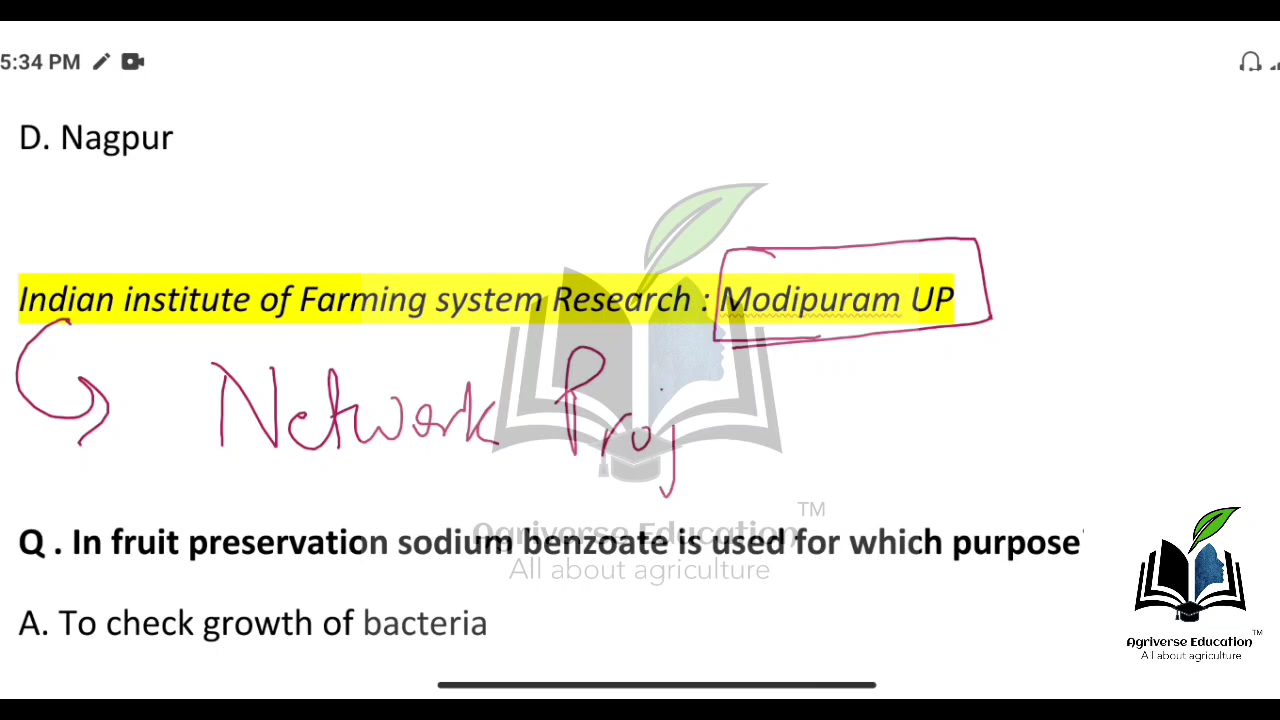 5:34 PM
D. Nagpur
Indian institute of Farming system Research : Modipuram UP
Network Proj
Q . In fruit preservation sodium benzoate is used for which purpose
A. To check growth of bacteria
Agriverse Education TM
All about agriculture
Agriverse Education TM
All about agriculture